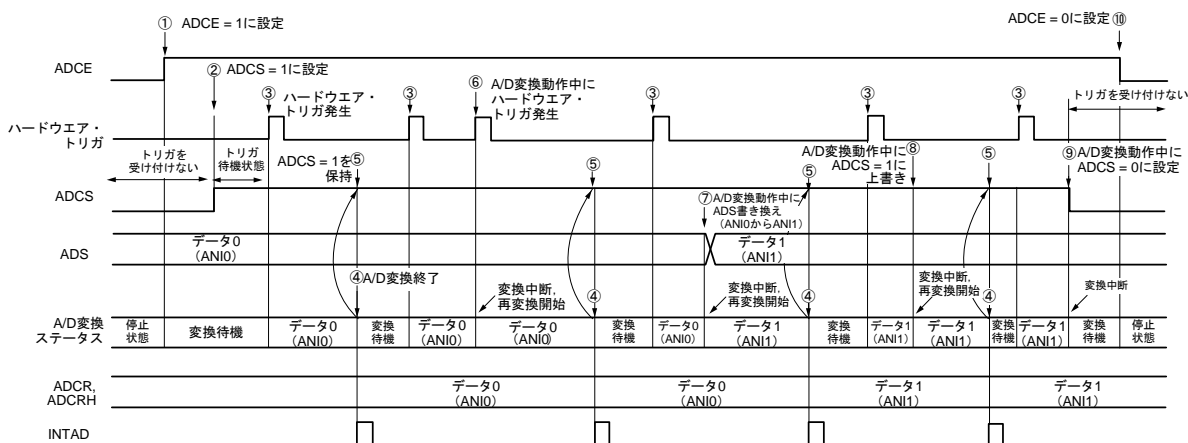 ① ADCE = 1に設定
ADCE = 0に設定 ⑩
ADCE
② ADCS = 1に設定
③ ハードウエア・
トリガ発生
③
⑥ A/D変換動作中に
ハードウエア・
トリガ発生
③
③
③
トリガを受け付けない
ハードウエア・
トリガ
トリガを
受け付けない
トリガ
待機状態
ADCS = 1を⑤
保持
⑤
⑤
A/D変換動作中に⑧
ADCS = 1に
上書き
⑤
⑨A/D変換動作中に
ADCS = 0に設定
ADCS
⑦A/D変換動作中に
ADS書き換え
(ANI0からANI1)
ADS
データ0
(ANI0)
データ1
(ANI1)
④A/D変換終了
変換中断,
再変換開始
④
変換中断,
再変換開始
④
変換中断,
再変換開始
④
変換中断
A/D変換
ステータス
停止
状態
変換待機
データ0
(ANI0)
変換
待機
データ0
(ANI0)
データ0
(ANI0)
変換
待機
データ0
(ANI0)
データ1
(ANI1)
変換
待機
データ1
(ANI1)
データ1
(ANI1)
変換
待機
データ1
(ANI1)
変換
待機
停止
状態
ADCR,
ADCRH
データ0
(ANI0)
データ0
(ANI0)
データ1
(ANI1)
データ1
(ANI1)
INTAD